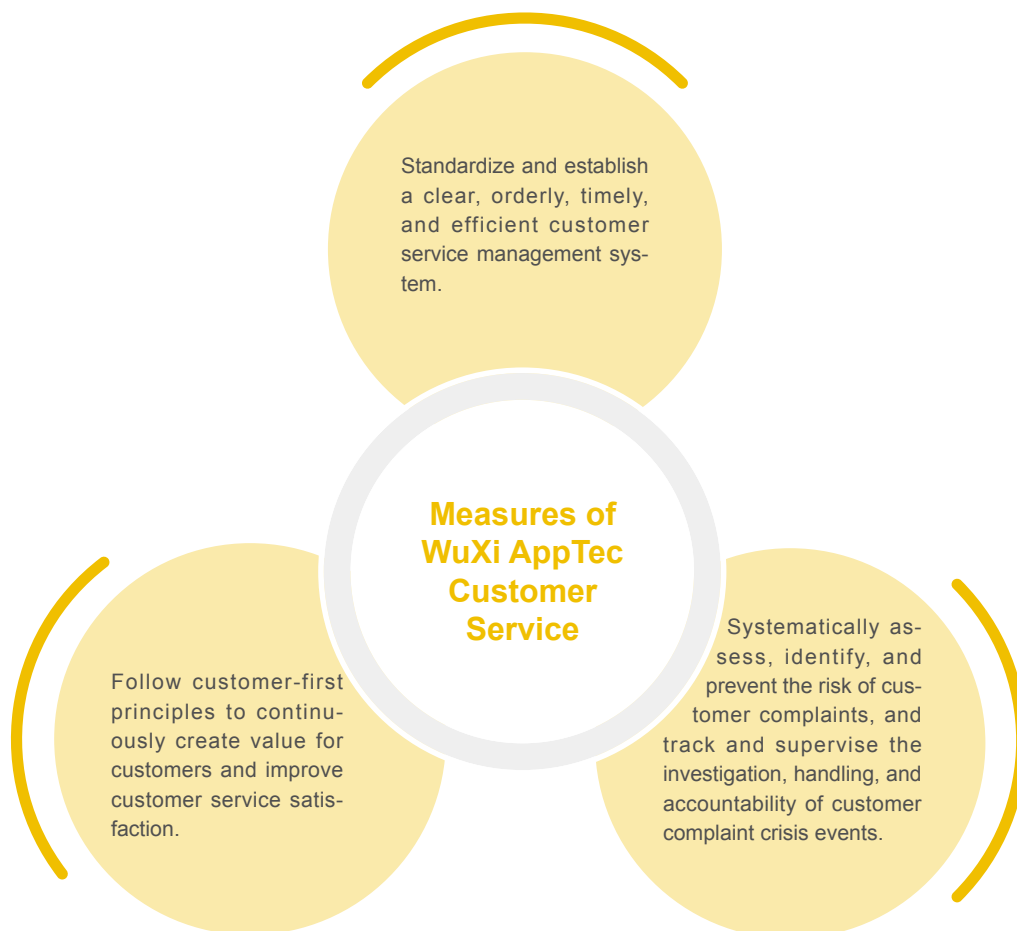 Standardize and establish
a clear, orderly, timely,
and efficient customer
service management sys-
tem.
Measures of
WuXi AppTec
Customer
Service
Follow customer-first
principles to continu-
ously create value for
customers and improve
customer service satis-
faction.
Systematically as-
sess, identify, and
prevent the risk of cus-
tomer complaints, and
track and supervise the
investigation, handling, and
accountability of customer
complaint crisis events.